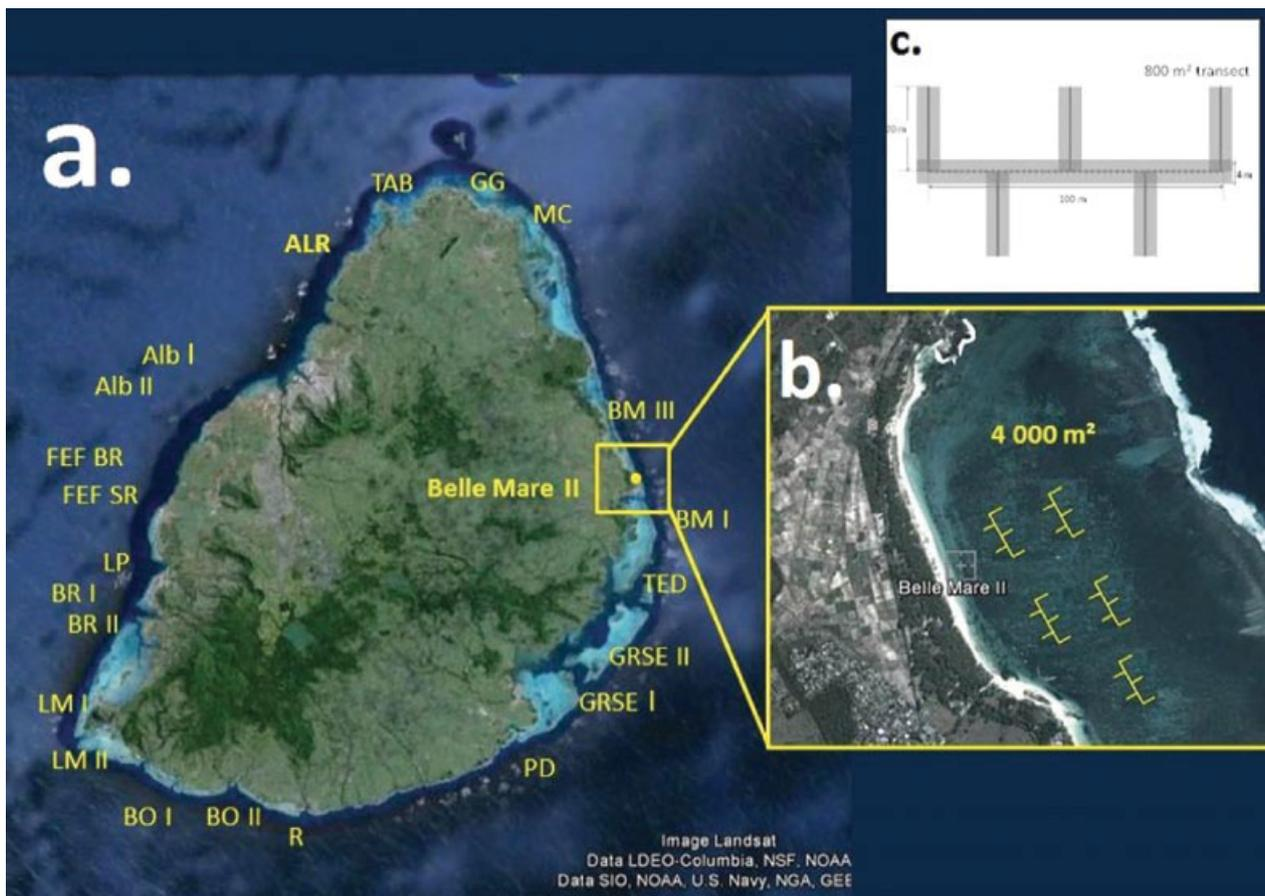 a.
TAB
GG
MC
ALR
Alb I
Alb II
BM III
FEF BR
FEF SR
Belle Mare II
BM I
LP
TED
BR I
BR II
GRSE II
LM I
GRSE I
LM II
PD
BO I
BO II
R
Image Landsat
Data LDEO-Columbia, NSF, NOAA
Data SIO, NOAA, U.S. Navy, NGA, GEB
c.
800 m² transect
4 m
100 m
b.
4 000 m²
Belle Mare II